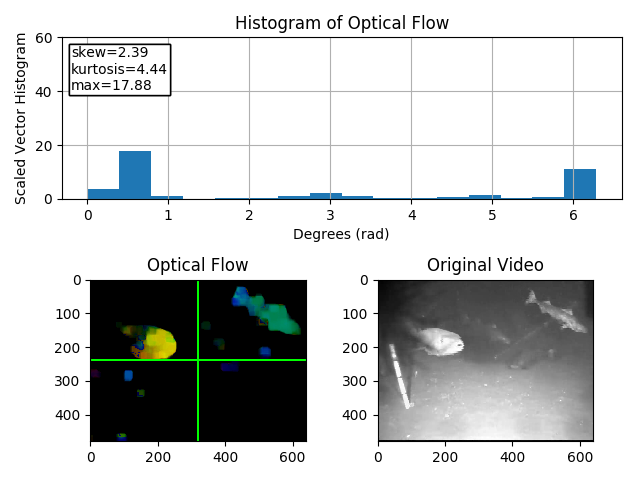 Histogram of Optical Flow
Scaled Vector Histogram
60
40
20
0
skew=2.39
kurtosis=4.44
max=17.88
0 1 2 3 4 5 6
Degrees (rad)
Optical Flow
0
100
200
300
400
0 200 400 600
Original Video
0
100
200
300
400
0 200 400 600